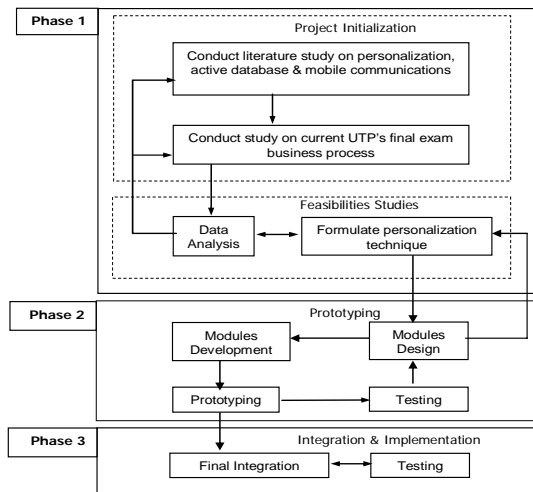 Phase 1
Project Initialization
Conduct literature study on personalization,
active database & mobile communications
Conduct study on current UTP's final exam
business process
Feasibilities Studies
Data
Analysis
Formulate personalization
technique
Phase 2
Prototyping
Modules
Development
Modules
Design
Prototyping
Testing
Phase 3
Integration & Implementation
Final Integration
Testing